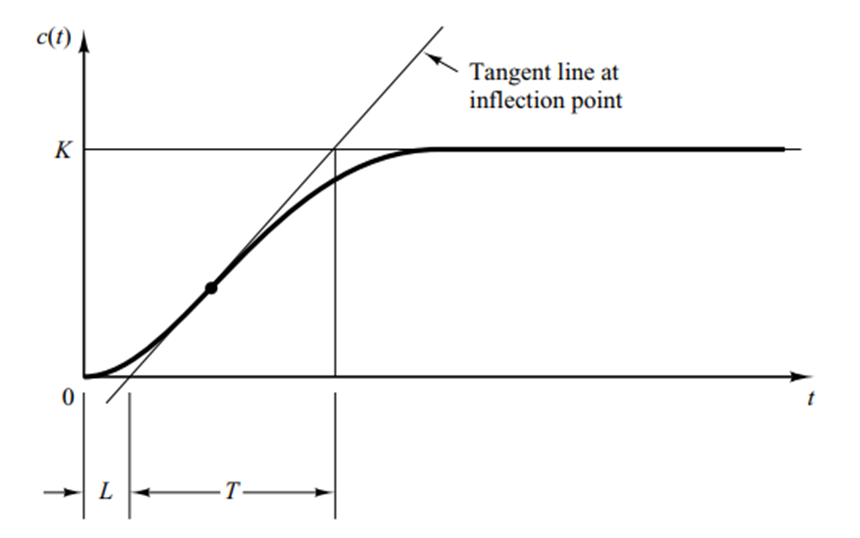 c(t)
Tangent line at
inflection point
K
0
t
L
T